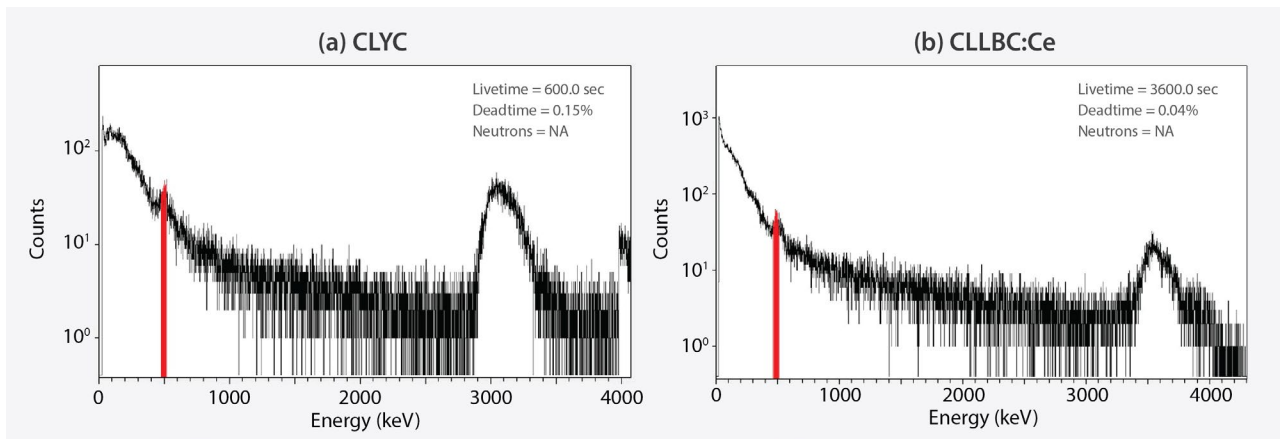 (a) CLYC
Livetime = 600.0 sec
Deadtime = 0.15%
Neutrons = NA
Counts
10²
10¹
10⁰
0 1000 2000 3000 4000
Energy (keV)
(b) CLLBC:Ce
Livetime = 3600.0 sec
Deadtime = 0.04%
Neutrons = NA
Counts
10³
10²
10¹
10⁰
0 1000 2000 3000 4000
Energy (keV)